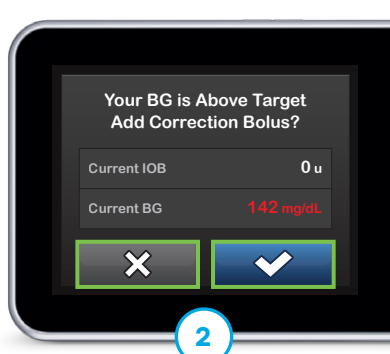 Your BG is Above Target
Add Correction Bolus?
Current IOB 0 u
Current BG 142 mg/dL
2